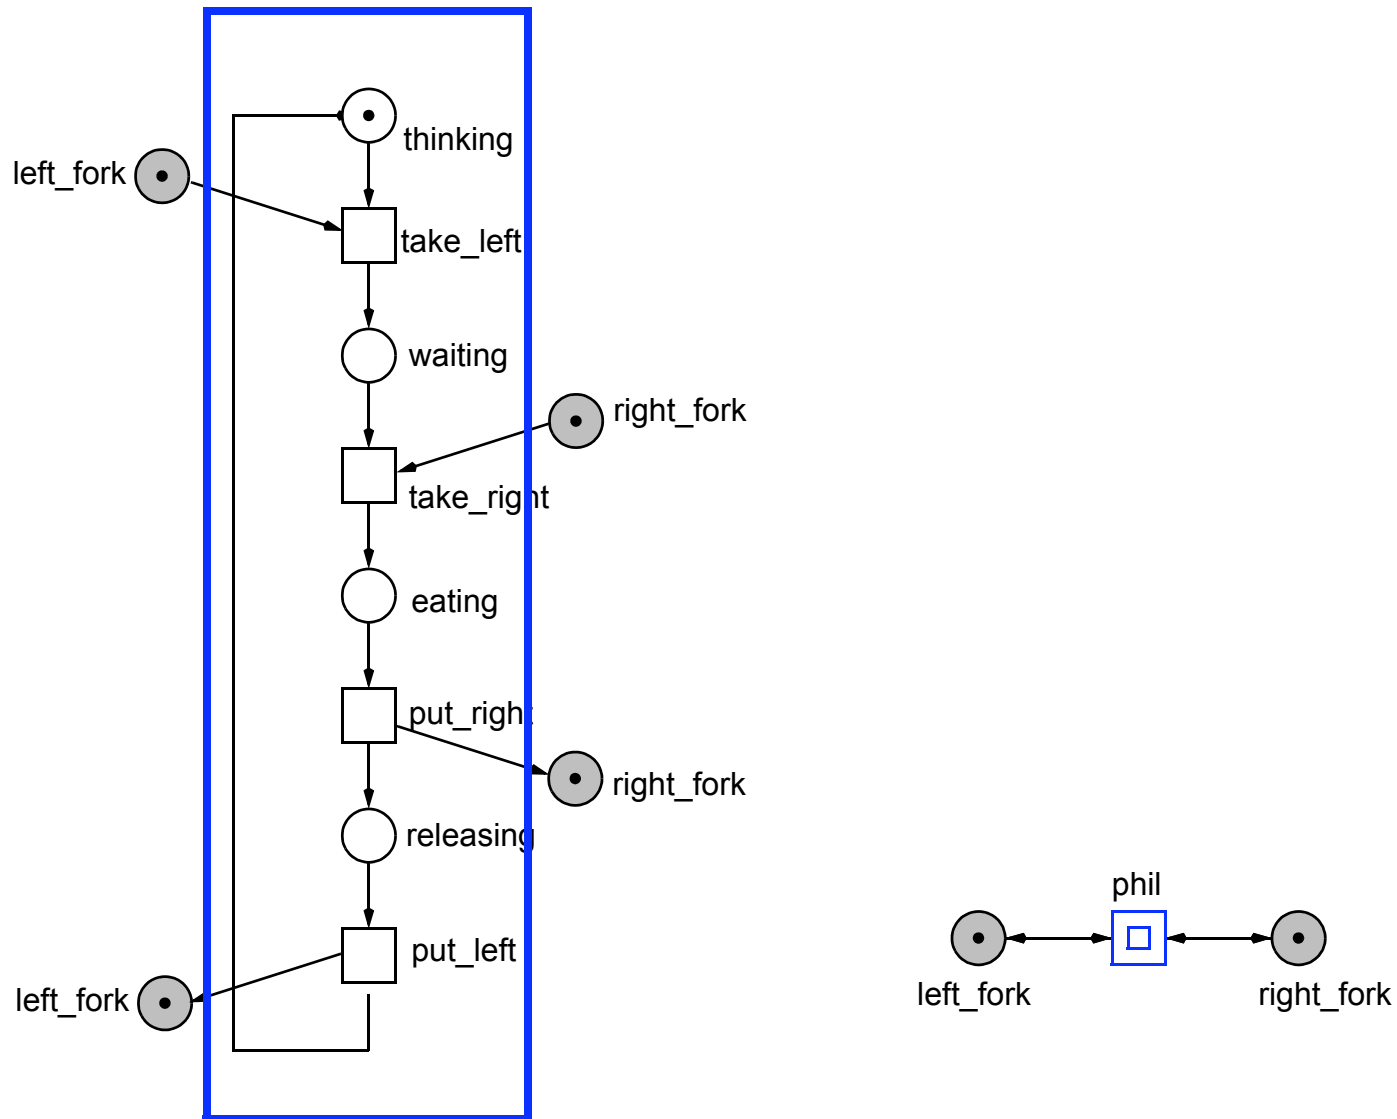 thinking
left_fork
take_left
waiting
right_fork
take_right
eating
put_right
right_fork
releasing
phil
put_left
left_fork
left_fork
right_fork